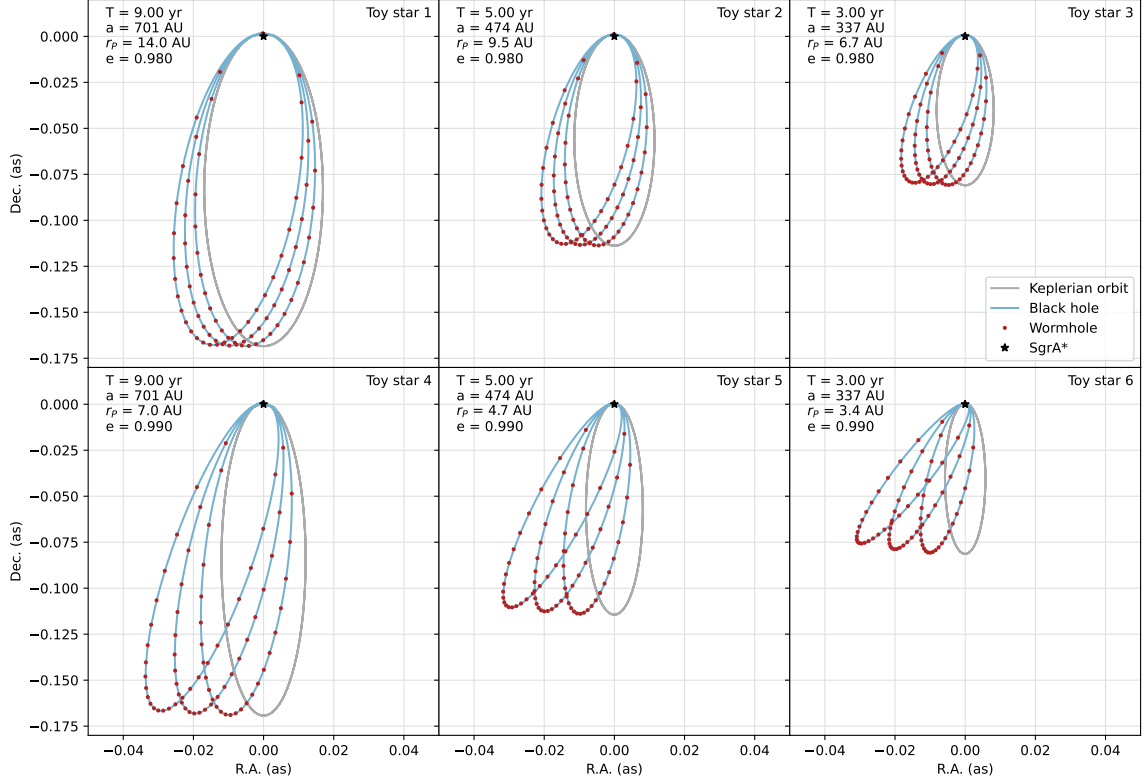 T = 9.00 yr
a = 701 AU
r_P = 14.0 AU
e = 0.980
Toy star 1
T = 5.00 yr
a = 474 AU
r_P = 9.5 AU
e = 0.980
Toy star 2
T = 3.00 yr
a = 337 AU
r_P = 6.7 AU
e = 0.980
Toy star 3
0.000
−0.025
−0.050
−0.075
−0.100
−0.125
−0.150
−0.175
Dec. (as)
Keplerian orbit
Black hole
Wormhole
SgrA*
T = 9.00 yr
a = 701 AU
r_P = 7.0 AU
e = 0.990
Toy star 4
T = 5.00 yr
a = 474 AU
r_P = 4.7 AU
e = 0.990
Toy star 5
T = 3.00 yr
a = 337 AU
r_P = 3.4 AU
e = 0.990
Toy star 6
0.000
−0.025
−0.050
−0.075
−0.100
−0.125
−0.150
−0.175
Dec. (as)
−0.04 −0.02 0.00 0.02 0.04
R.A. (as)
−0.04 −0.02 0.00 0.02 0.04
R.A. (as)
−0.04 −0.02 0.00 0.02 0.04
R.A. (as)